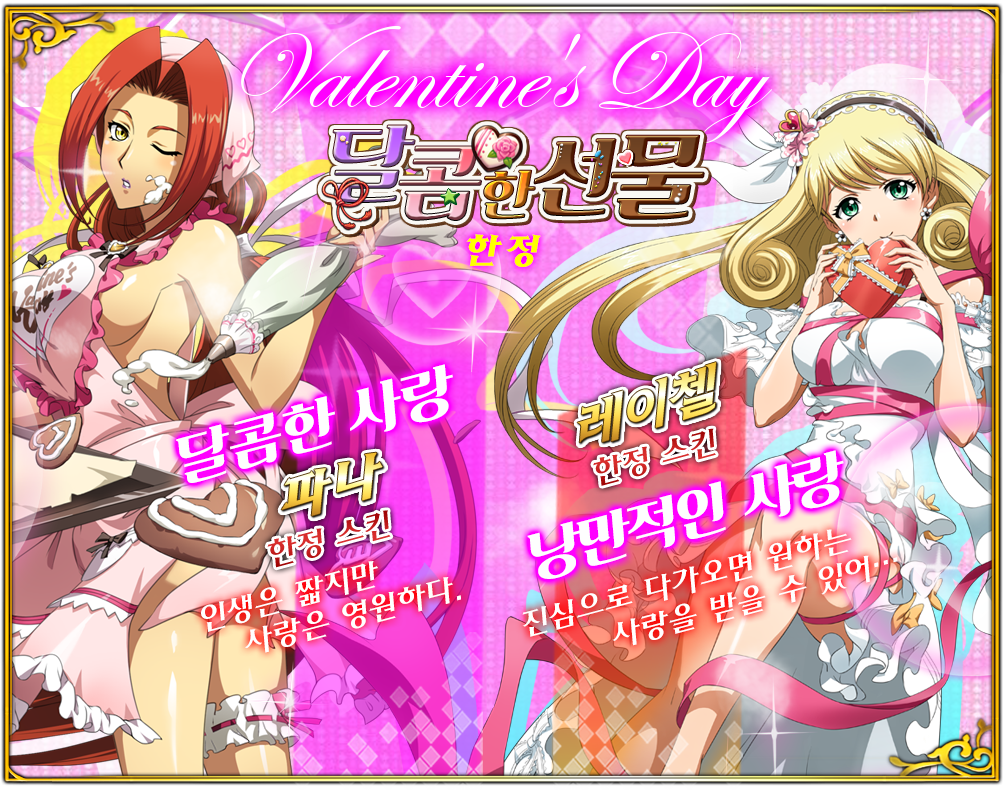 Valentine's Day
달콤한 선물
한정
달콤한 사랑
파나
한정 스킨
인생은 짧지만
사랑은 영원하다.
레이첼
한정 스킨
낭만적인 사랑
진심으로 다가오면 원하는
사랑을 받을 수 있어..